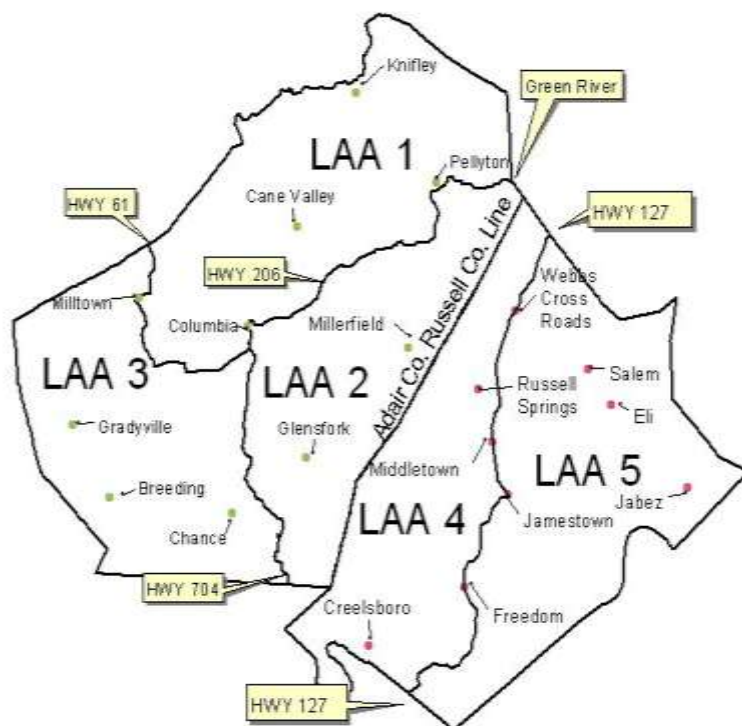 Knifley
Green River
LAA 1
Pellyton
Cane Valley
HWY 61
HWY 127
HWY 206
Webbs
Cross
Roads
Milltown
Columbia
Millerfield
Adair Co. Russell Co. Line
LAA 3
LAA 2
Salem
Russell
Springs
Eli
Gradyville
Glensfork
Middletown
LAA 5
Breeding
Jabez
Chance
LAA 4
Jamestown
HWY 704
Creelsboro
Freedom
HWY 127